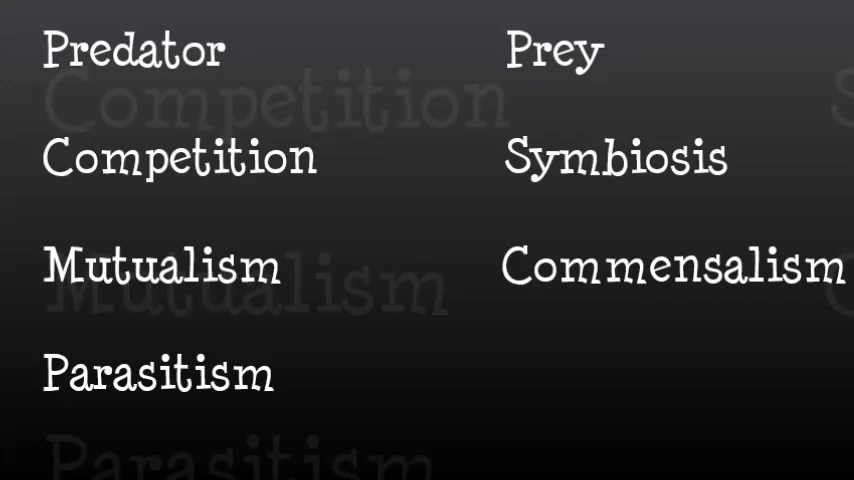 Predator Prey
Competition Symbiosis
Mutualism Commensalism
Parasitism